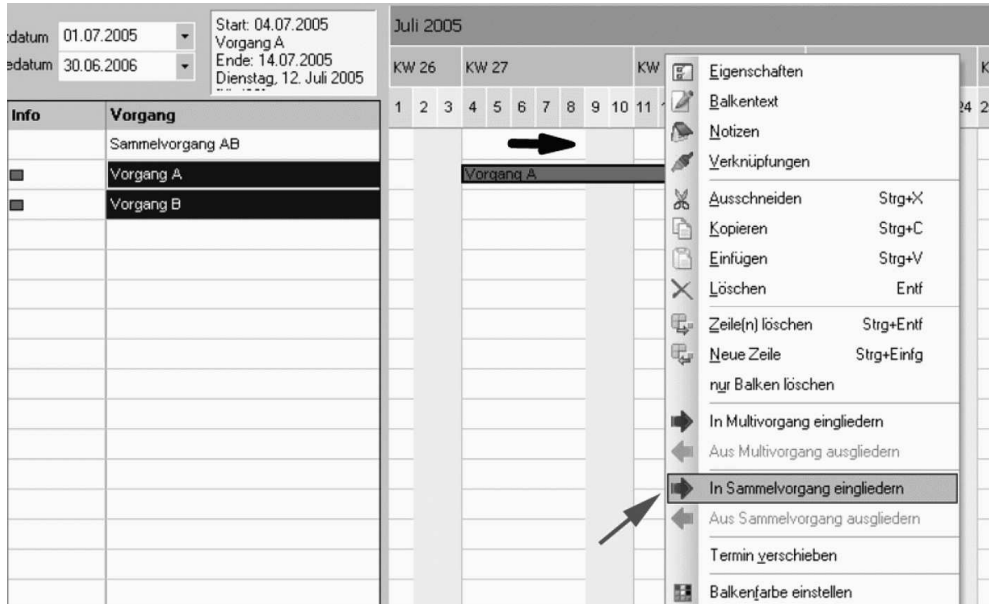 datum 01.07.2005
edatum 30.06.2006
Start: 04.07.2005
Vorgang A
Ende: 14.07.2005
Dienstag, 12. Juli 2005
Juli 2005
KW 26 KW 27 KW K
1 2 3 4 5 6 7 8 9 10 11 24 2
Info Vorgang
Sammelvorgang AB
Vorgang A
Vorgang B
Vorgang A
Eigenschaften
Balkentext
Notizen
Verknüpfungen
Ausschneiden Strg+X
Kopieren Strg+C
Einfügen Strg+V
Löschen Entf
Zeile(n) löschen Strg+Entf
Neue Zeile Strg+Einfg
nur Balken löschen
In Multivorgang eingliedern
Aus Multivorgang ausgliedern
In Sammelvorgang eingliedern
Aus Sammelvorgang ausgliedern
Termin verschieben
Balkenfarbe einstellen